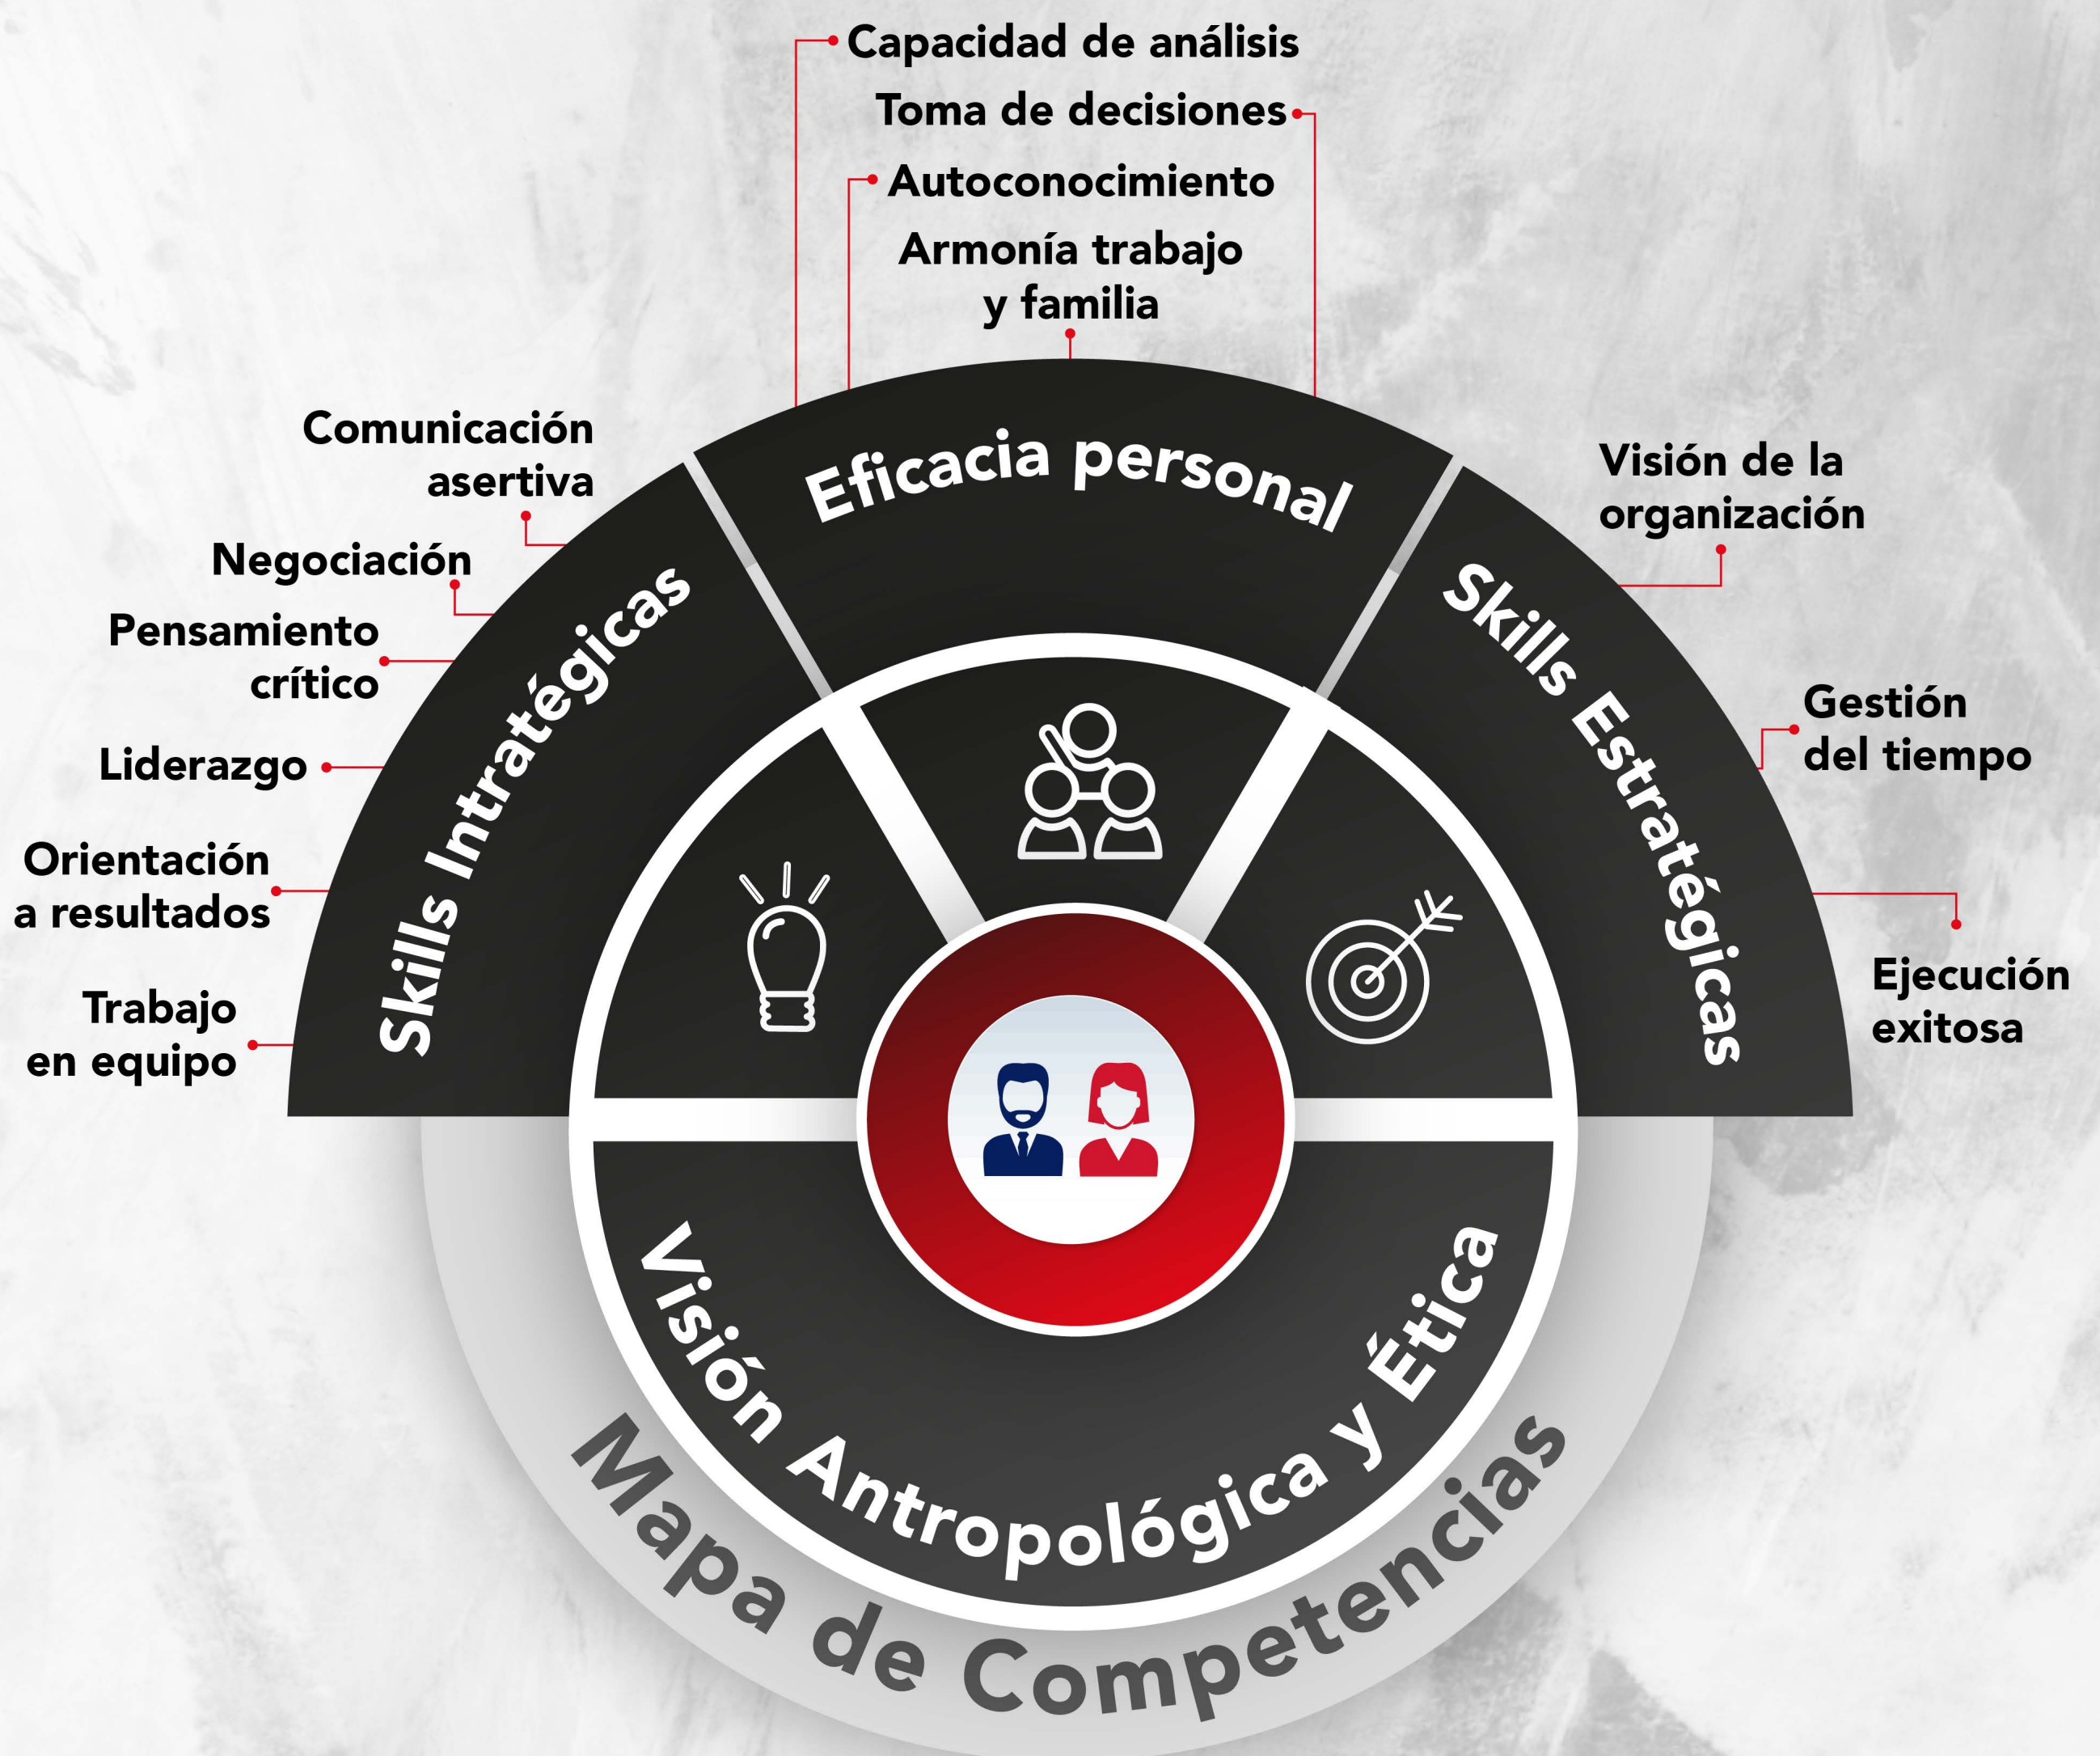 Capacidad de análisis
Toma de decisiones
Autoconocimiento
Armonía trabajo
y familia
Eficacia personal
Comunicación
asertiva
Negociación
Pensamiento
crítico
Liderazgo
Orientación
a resultados
Trabajo
en equipo
Skills Intratégicas
Visión de la
organización
Gestión
del tiempo
Ejecución
exitosa
Skills Estratégicas
Visión Antropológica y Ética
Mapa de Competencias